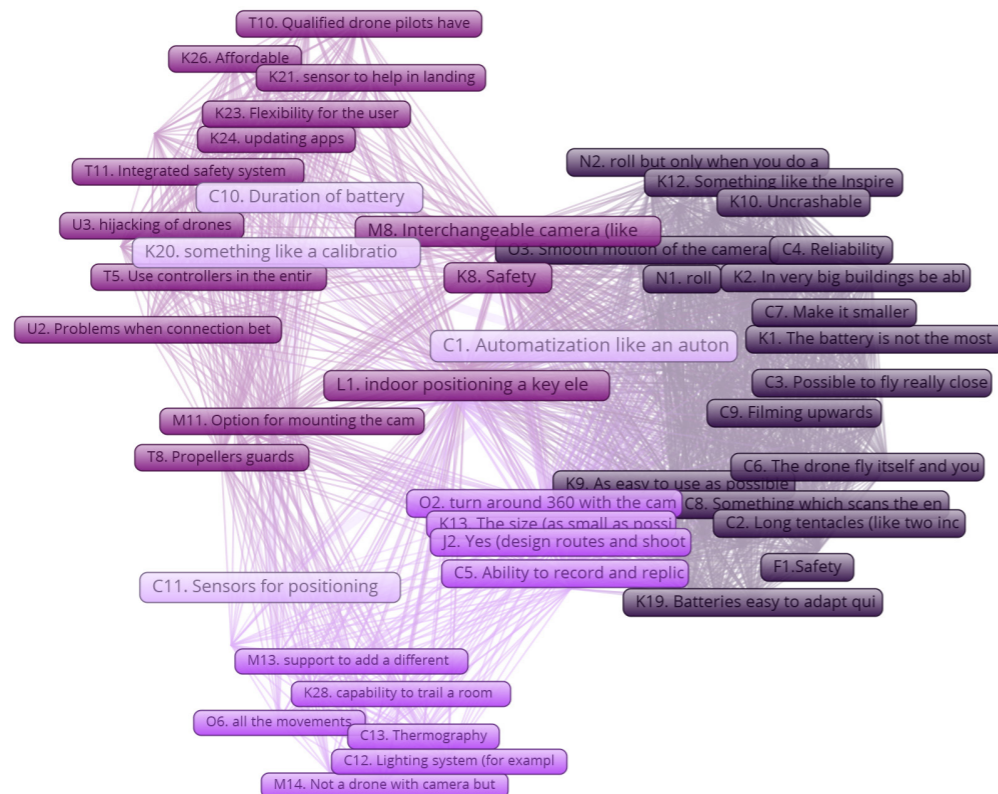 T10. Qualified drone pilots have
K26. Affordable
K21. sensor to help in landing
K23. Flexibility for the user
K24. updating apps
N2. roll but only when you do a
T11. Integrated safety system
K12. Something like the Inspire
C10. Duration of battery
K10. Uncrashable
U3. hijacking of drones
M8. Interchangeable camera (like
K20. something like a calibratio
O3. Smooth motion of the camera
C4. Reliability
T5. Use controllers in the entir
K8. Safety
N1. roll
K2. In very big buildings be abl
C7. Make it smaller
U2. Problems when connection bet
C1. Automatization like an auton
K1. The battery is not the most
L1. indoor positioning a key ele
C3. Possible to fly really close
M11. Option for mounting the cam
C9. Filming upwards
T8. Propellers guards
C6. The drone fly itself and you
K9. As easy to use as possible
O2. turn around 360 with the cam
C8. Something which scans the en
K13. The size (as small as possi
C2. Long tentacles (like two inc
J2. Yes (design routes and shoot
F1.Safety
C5. Ability to record and replic
C11. Sensors for positioning
K19. Batteries easy to adapt qui
M13. support to add a different
K28. capability to trail a room
O6. all the movements
C13. Thermography
C12. Lighting system (for exampl
M14. Not a drone with camera but